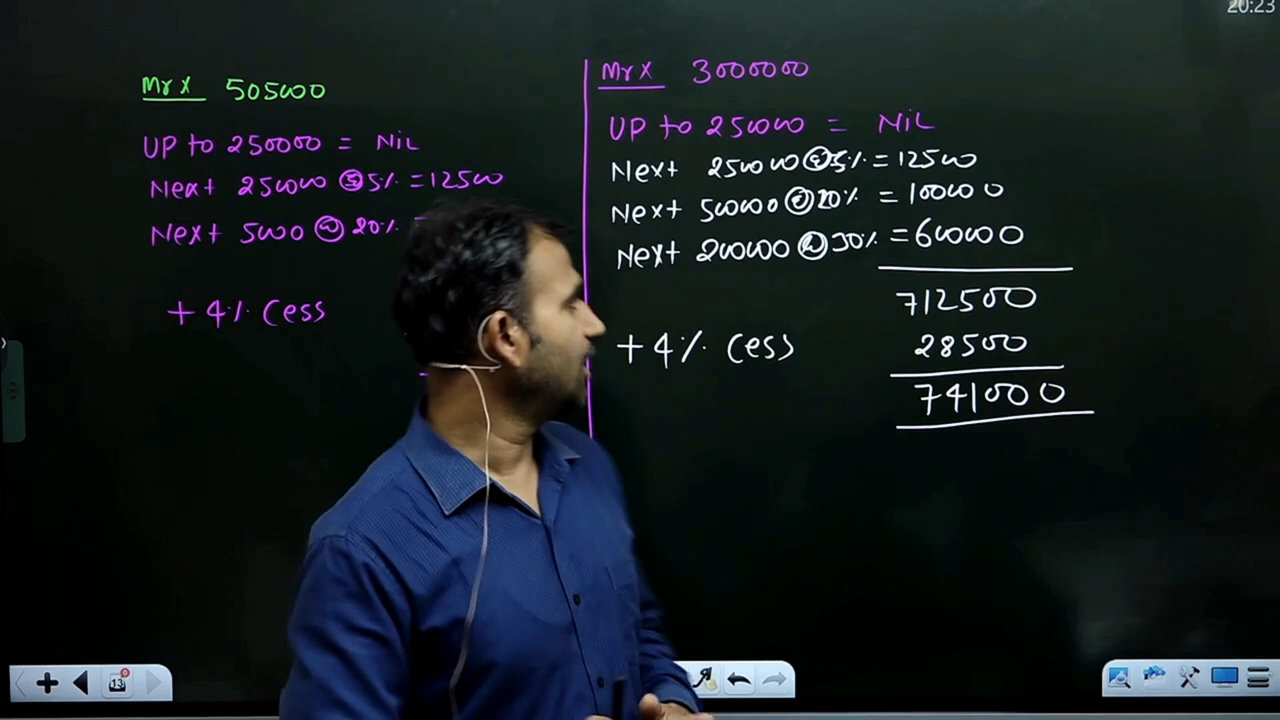 20:23
Mr X 505000
UP to 250000 = Nil
Next 250000 @ 5% = 12500
Next 5000 @ 20% =
+ 4% Cess
Mr X 3000000
UP to 250000 = Nil
Next 250000 @ 5% = 12500
Next 500000 @ 20% = 100000
Next 2000000 @ 30% = 600000
712500
+ 4% Cess 28500
741000
13